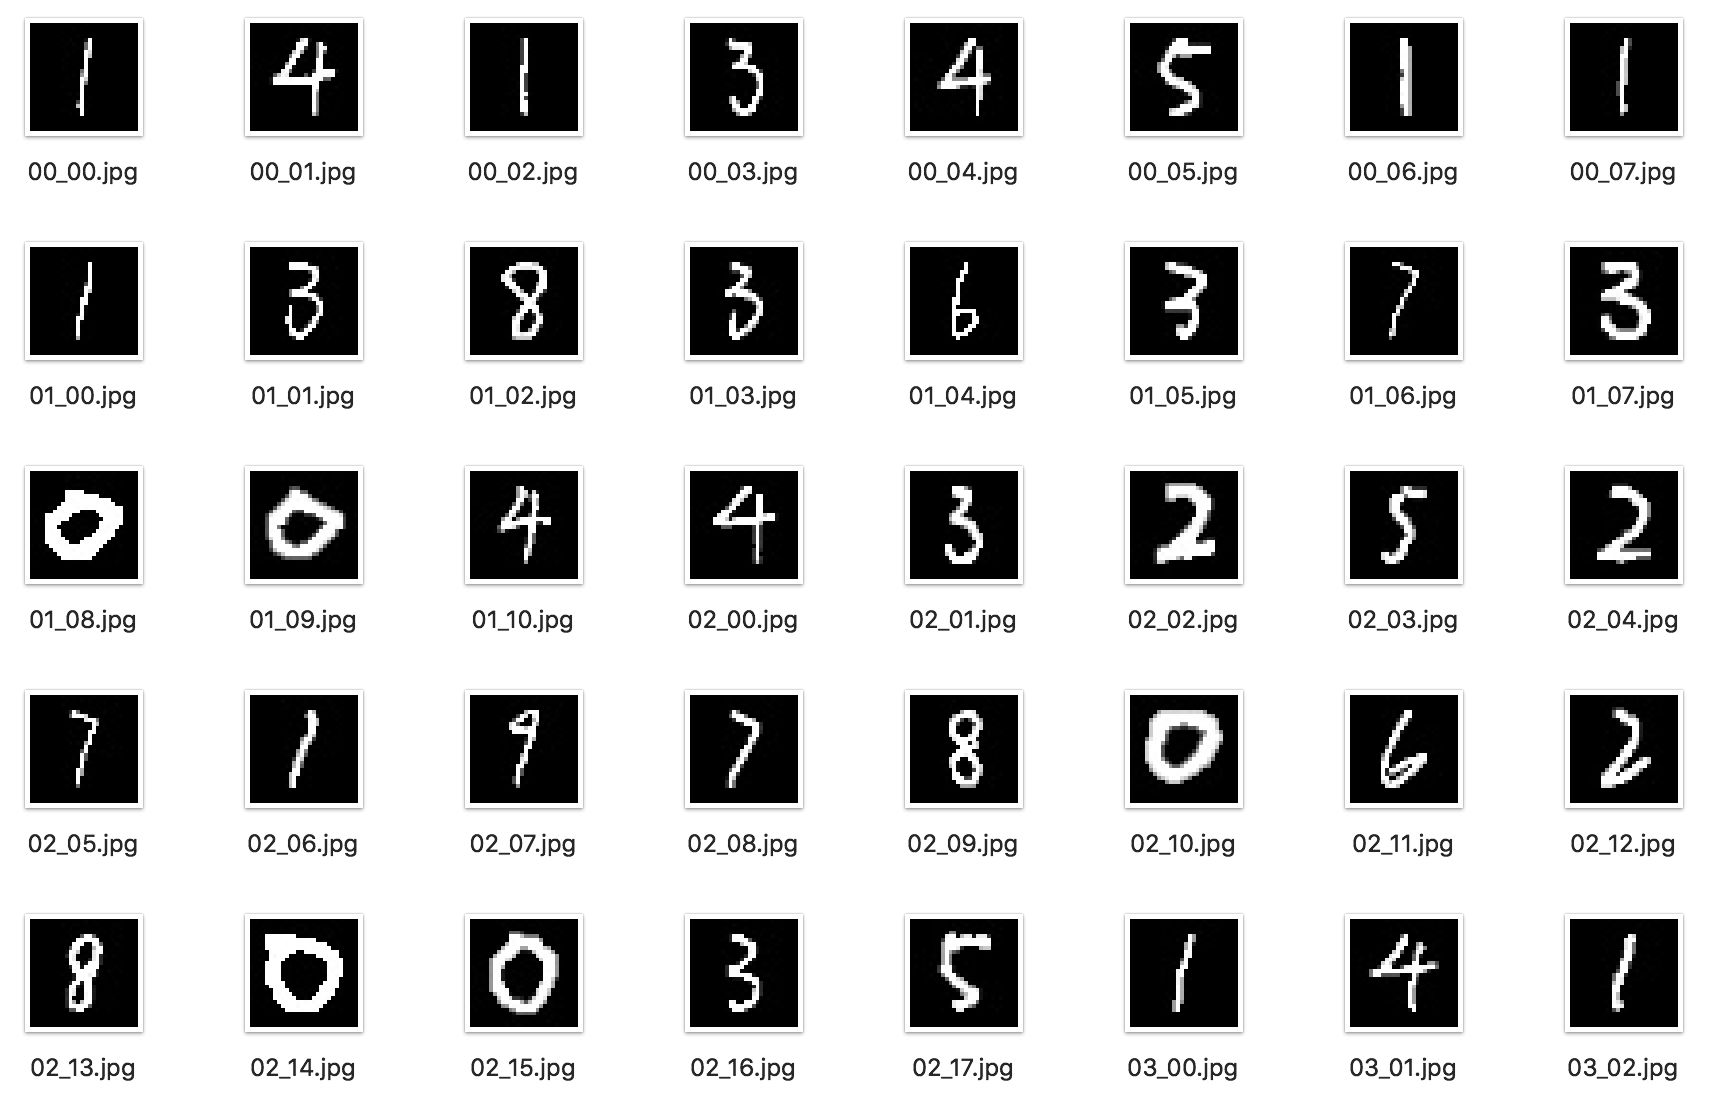 1 4 1 3 4 5 1 1
00_00.jpg 00_01.jpg 00_02.jpg 00_03.jpg 00_04.jpg 00_05.jpg 00_06.jpg 00_07.jpg
1 3 8 3 6 3 7 3
01_00.jpg 01_01.jpg 01_02.jpg 01_03.jpg 01_04.jpg 01_05.jpg 01_06.jpg 01_07.jpg
0 0 4 4 3 2 5 2
01_08.jpg 01_09.jpg 01_10.jpg 02_00.jpg 02_01.jpg 02_02.jpg 02_03.jpg 02_04.jpg
7 1 9 7 8 0 6 2
02_05.jpg 02_06.jpg 02_07.jpg 02_08.jpg 02_09.jpg 02_10.jpg 02_11.jpg 02_12.jpg
8 0 0 3 5 1 4 1
02_13.jpg 02_14.jpg 02_15.jpg 02_16.jpg 02_17.jpg 03_00.jpg 03_01.jpg 03_02.jpg